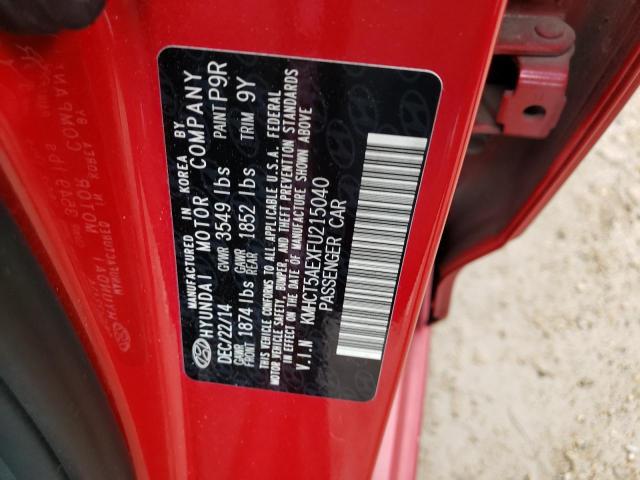 MANUFACTURED IN KOREA BY
HYUNDAI MOTOR COMPANY
DEC/22/14 GVWR 3549 lbs PAINT P9R
GAWR FRONT 1874 lbs GAWR REAR 1852 lbs TRIM 9Y
THIS VEHICLE CONFORMS TO ALL APPLICABLE U.S.A. FEDERAL
MOTOR VEHICLE SAFETY, BUMPER, AND THEFT PREVENTION STANDARDS
IN EFFECT ON THE DATE OF MANUFACTURE SHOWN ABOVE
V.I.N KMHCT5AEXFU215040
PASSENGER CAR